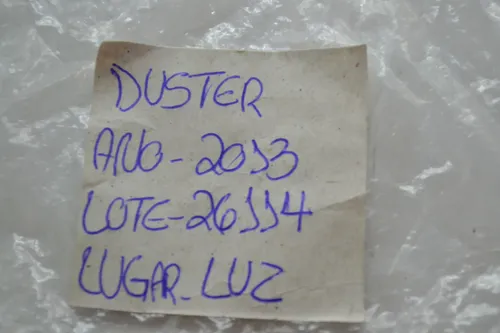 DUSTER
ANO-2013
LOTE-26114
LUGAR-LUZ